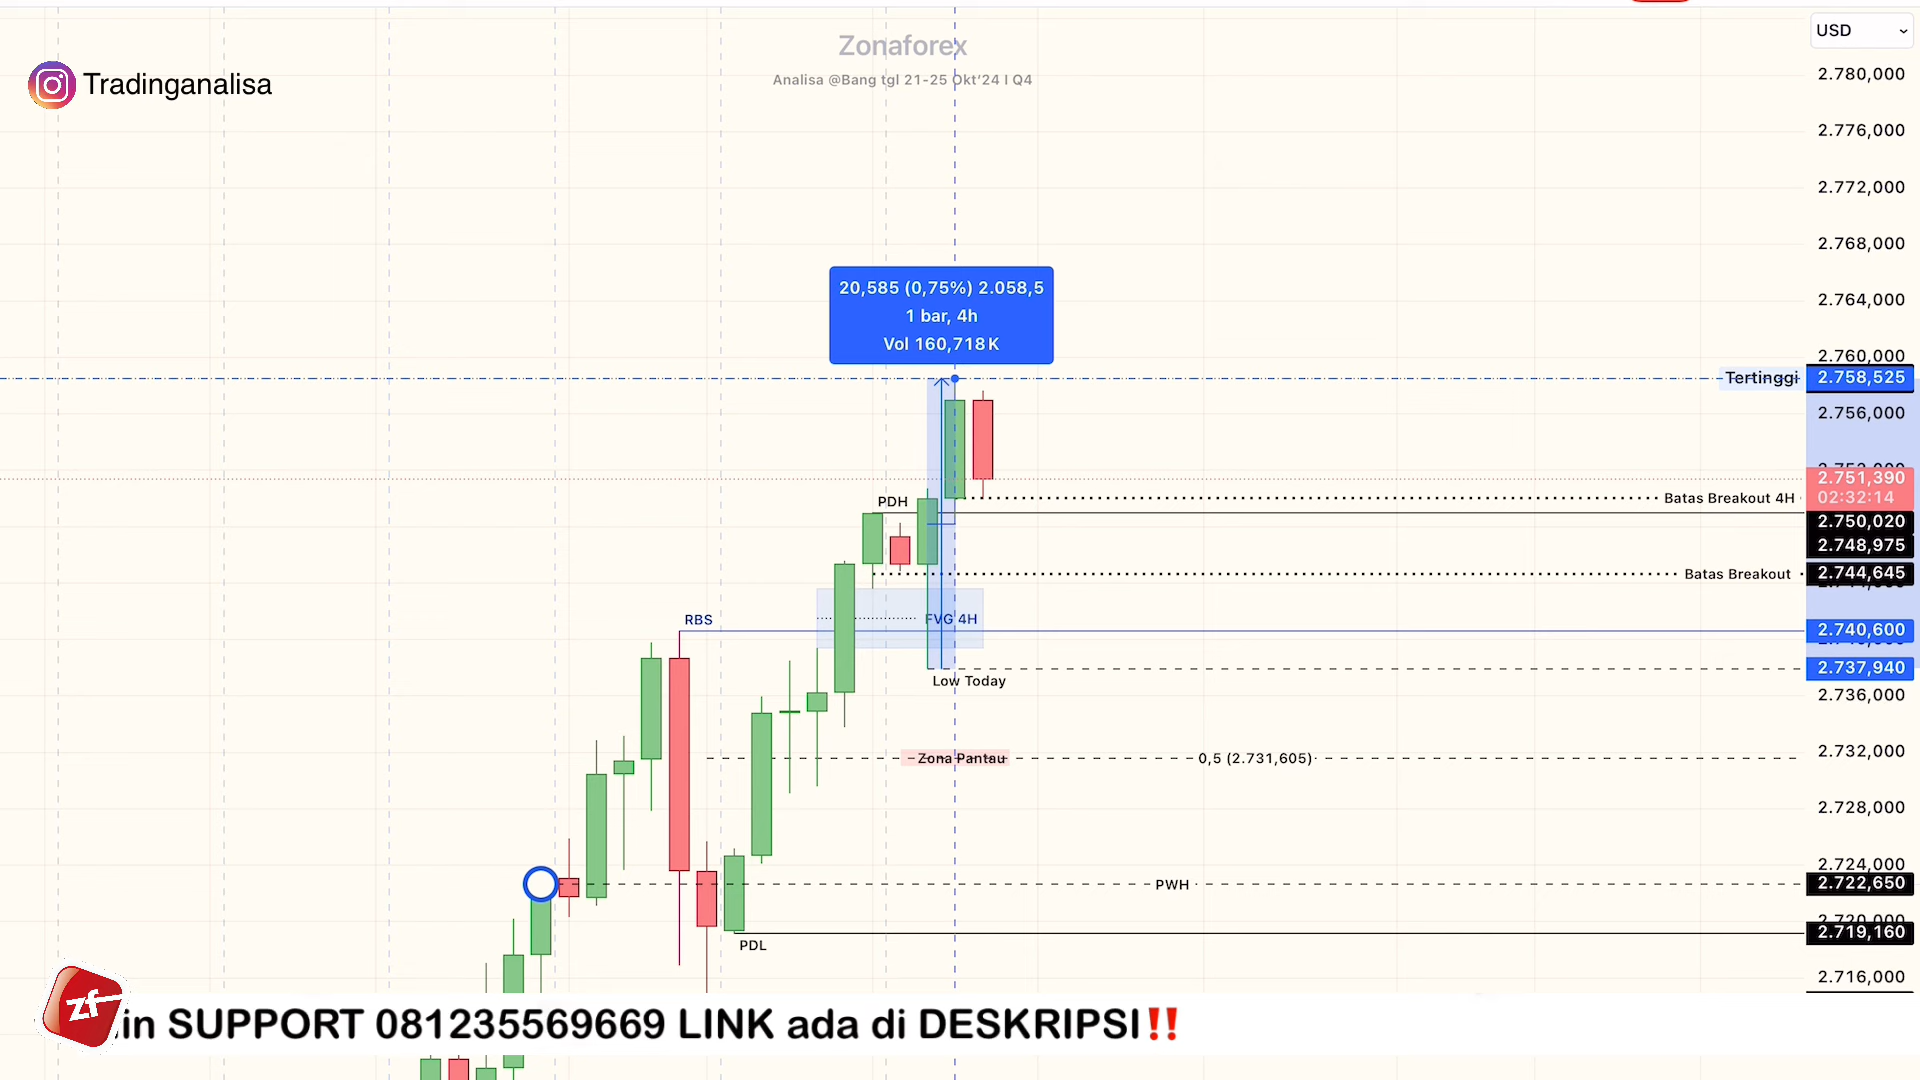 Zonaforex
Analisa @Bang tgl 21-25 Okt'24 I Q4
Tradinganalisa
USD
2.780,000
2.776,000
2.772,000
2.768,000
2.764,000
2.760,000
20,585 (0,75%) 2.058,5
1 bar, 4h
Vol 160,718K
Tertinggi
2.758,525
2.756,000
2.751,390
02:32:14
PDH
Batas Breakout 4H
2.750,020
2.748,975
Batas Breakout
2.744,645
RBS
FVG 4H
2.740,600
2.737,940
Low Today
2.736,000
2.732,000
Zona Pantau
0,5 (2.731,605)
2.728,000
2.724,000
PWH
2.722,650
2.720,000
2.719,160
PDL
2.716,000
zf
in SUPPORT 081235569669 LINK ada di DESKRIPSI‼